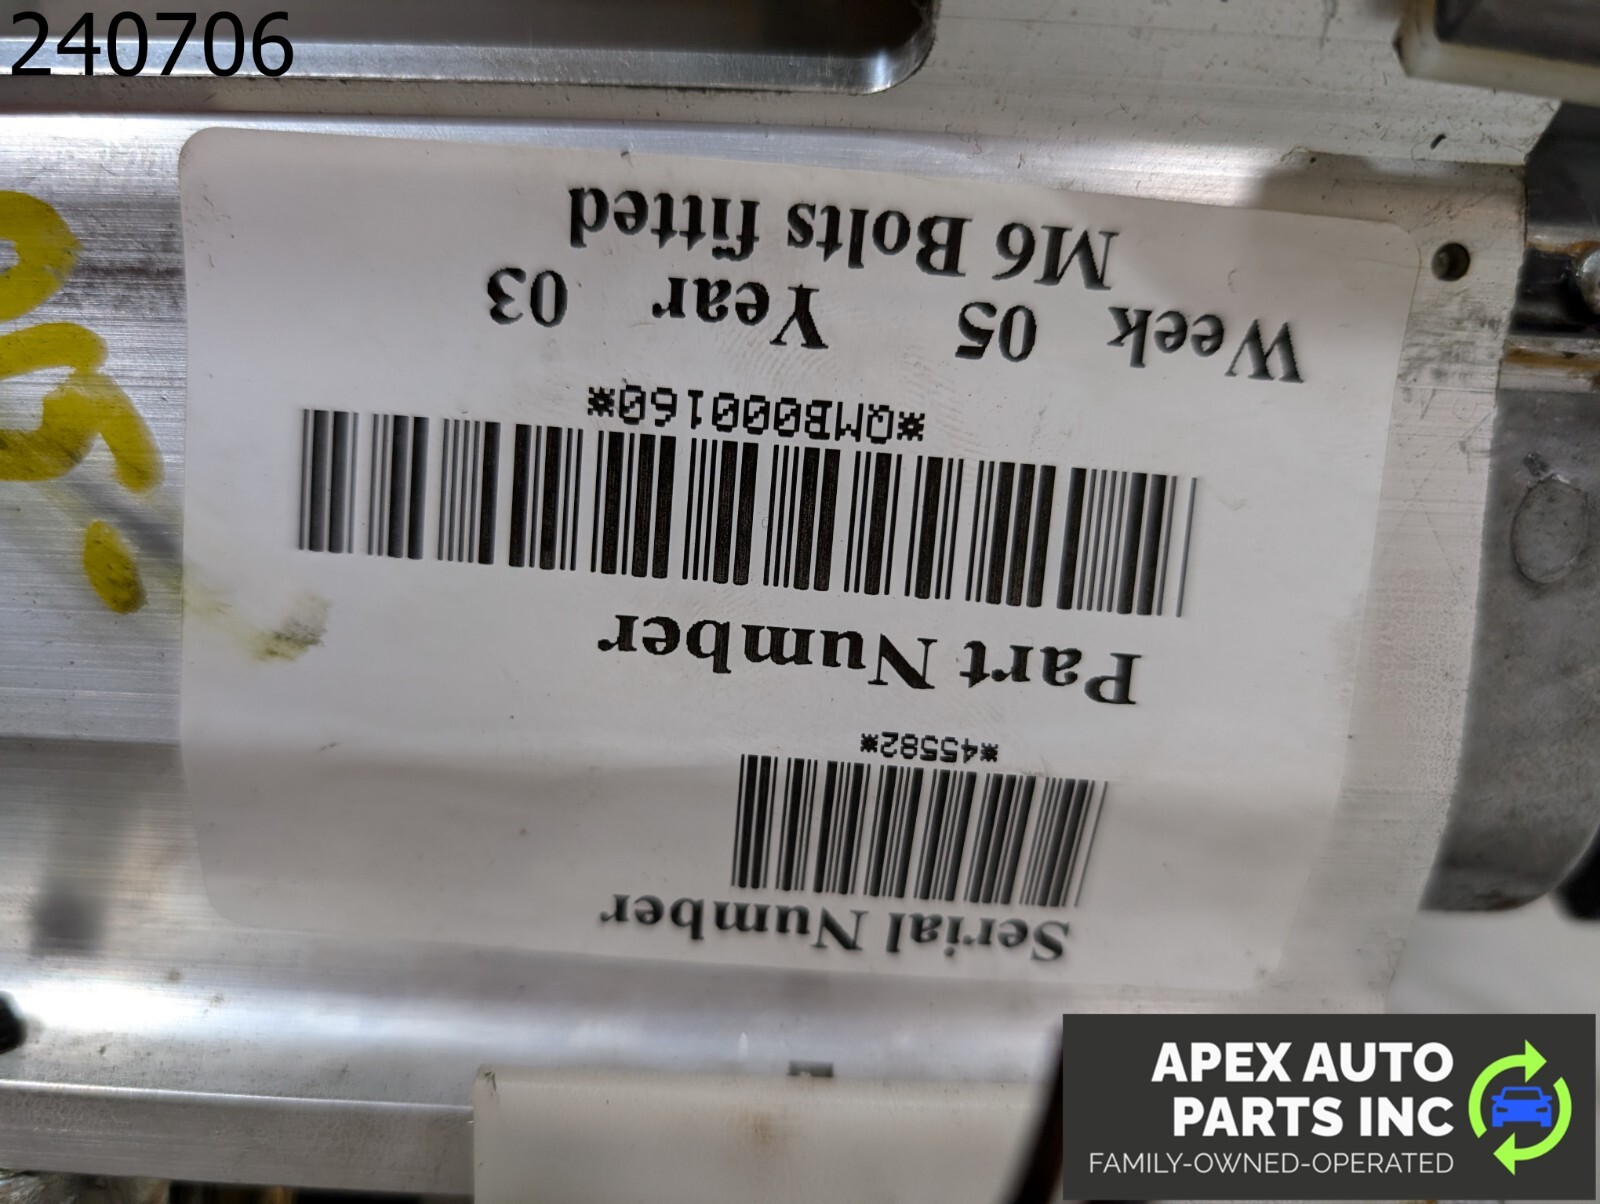 240706
Serial Number
*45582*
Part Number
*QMB000160*
Week 05 Year 03
M6 Bolts fitted
APEX AUTO
PARTS INC
FAMILY-OWNED-OPERATED